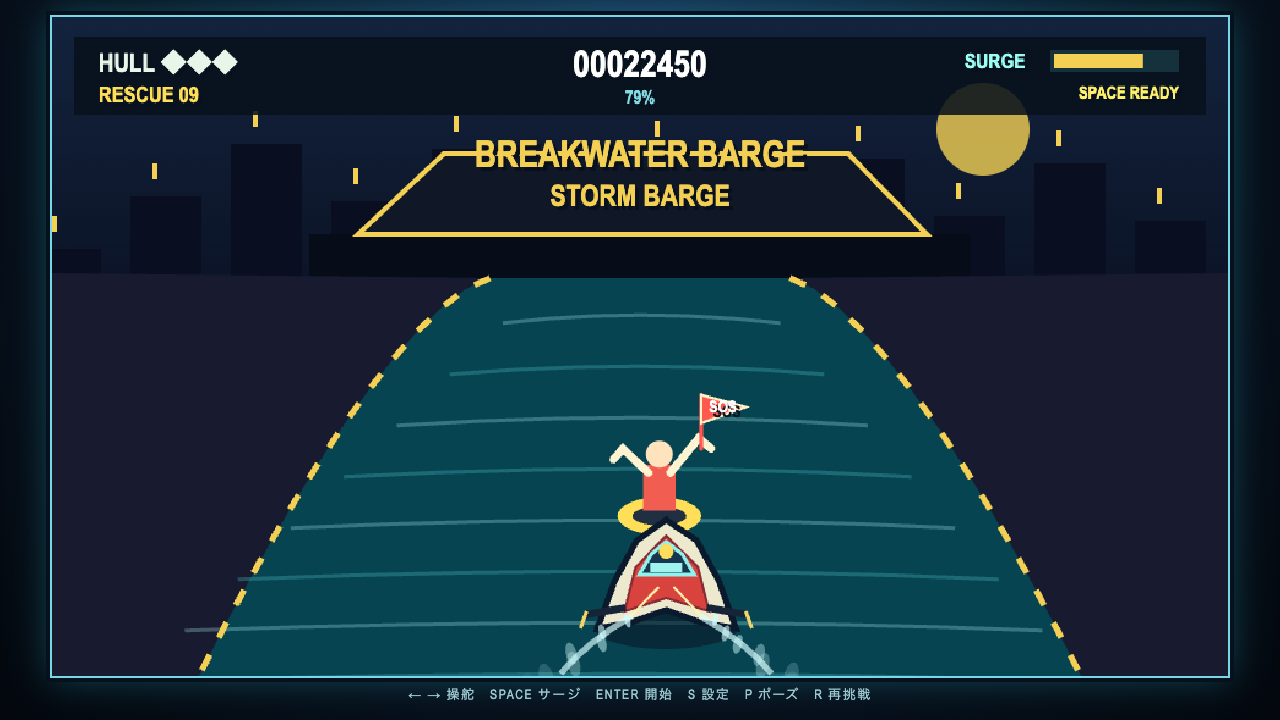 HULL
00022450
SURGE
RESCUE 09
79%
SPACE READY
BREAKWATER BARGE
STORM BARGE
SOS
← → 操舵 SPACE サージ ENTER 開始 S 設定 P ポーズ R 再挑戦